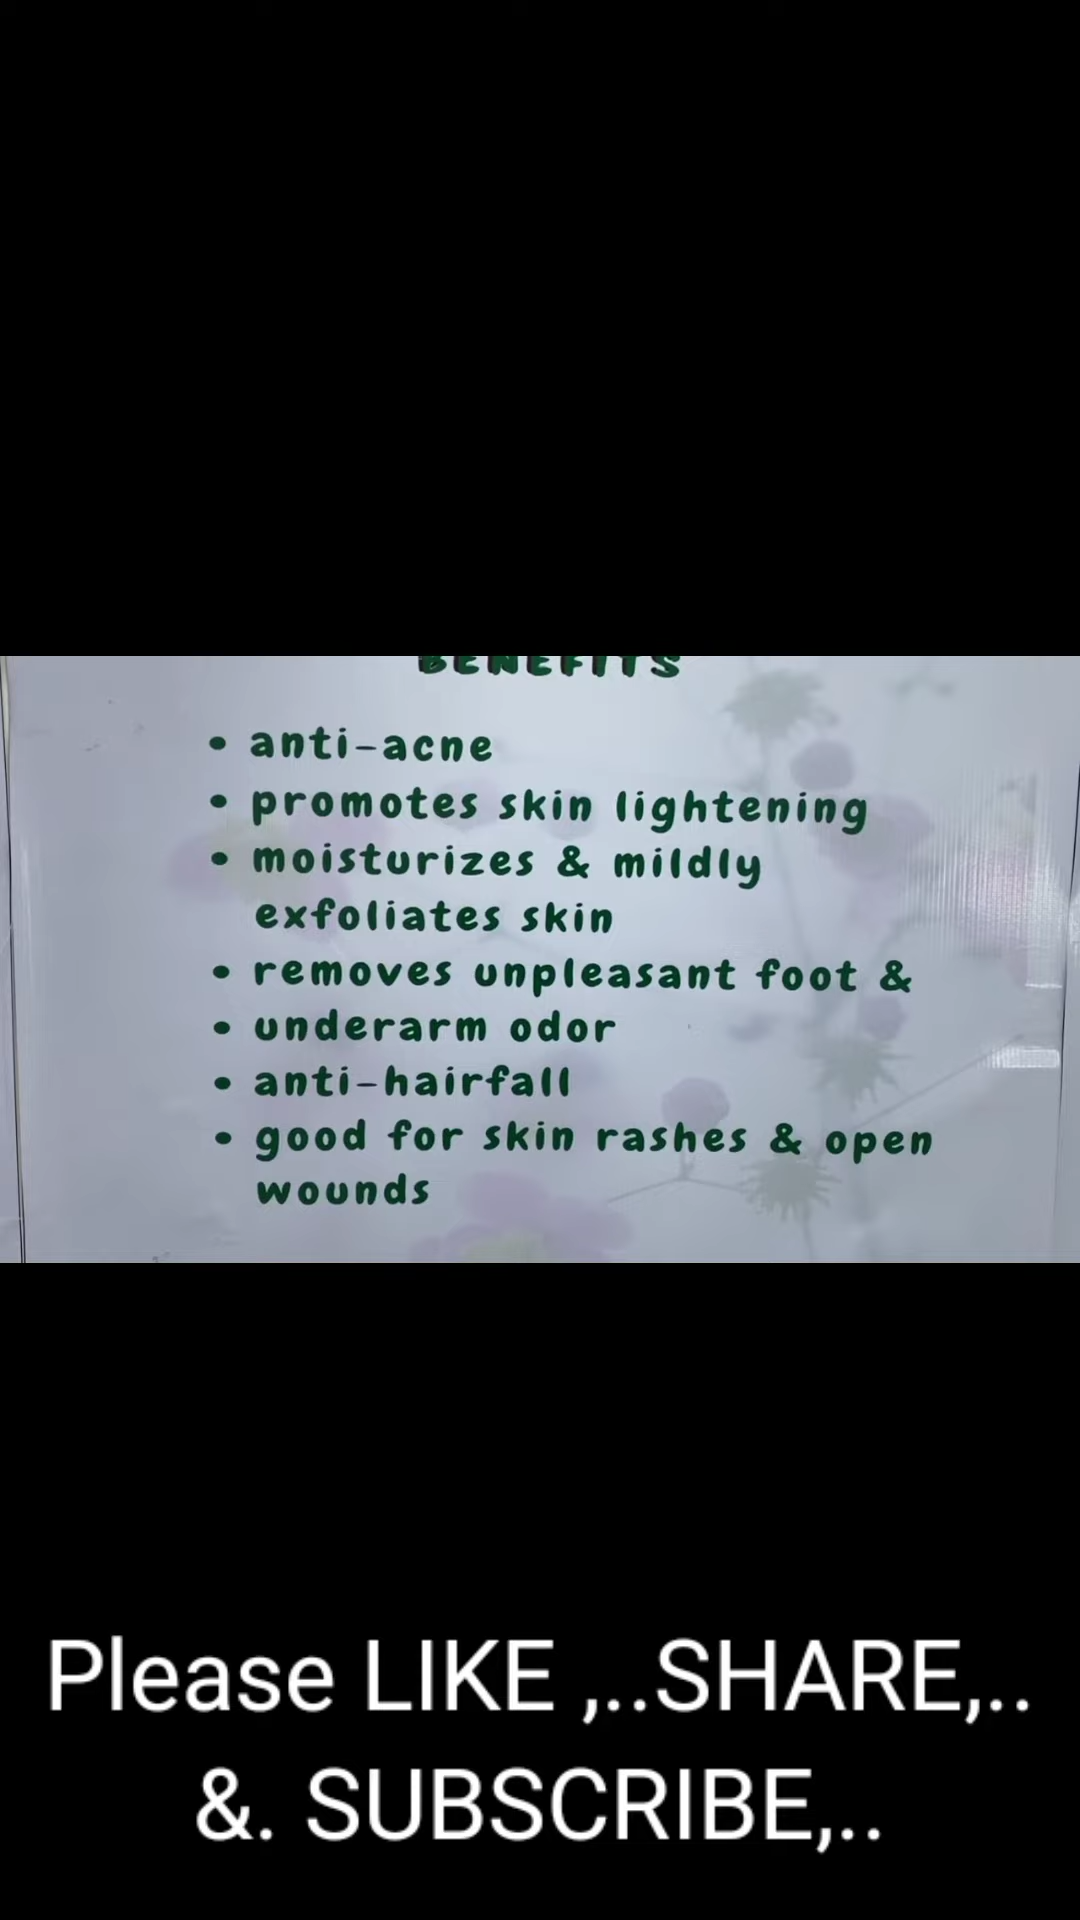 BENEFITS
• anti-acne
• promotes skin lightening
• moisturizes & mildly
exfoliates skin
• removes unpleasant foot &
• underarm odor
• anti-hairfall
• good for skin rashes & open
wounds
Please LIKE ,..SHARE,..
&. SUBSCRIBE,..